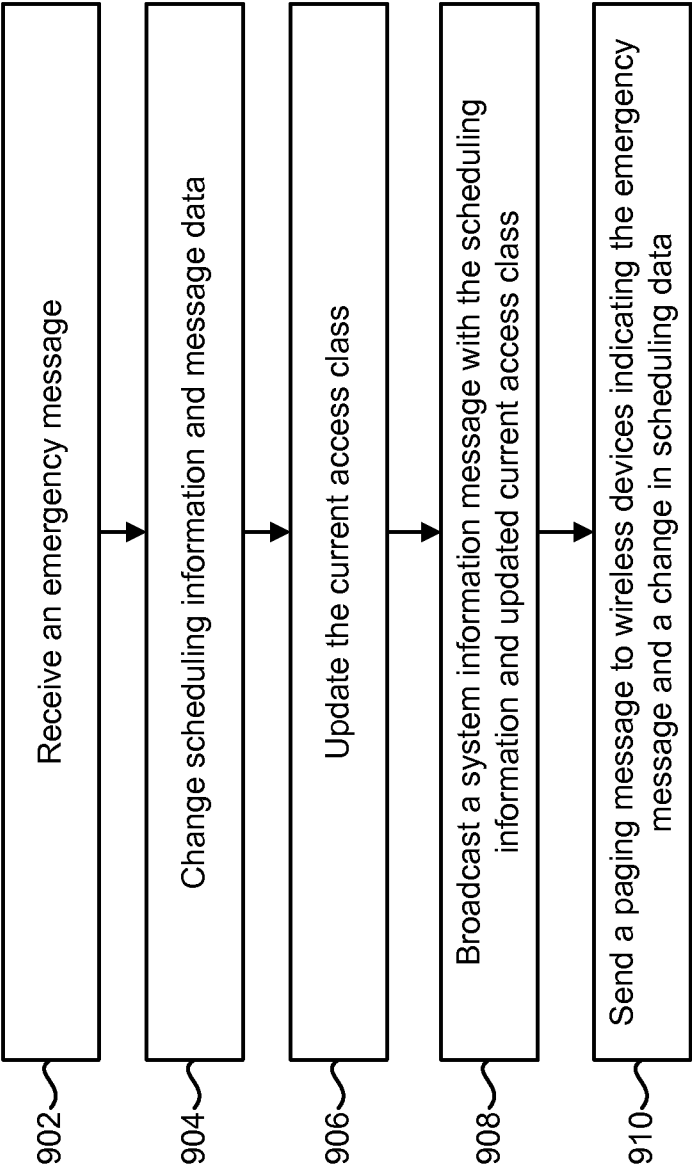 902
Receive an emergency message
904
Change scheduling information and message data
906
Update the current access class
908
Broadcast a system information message with the scheduling
information and updated current access class
910
Send a paging message to wireless devices indicating the emergency
message and a change in scheduling data